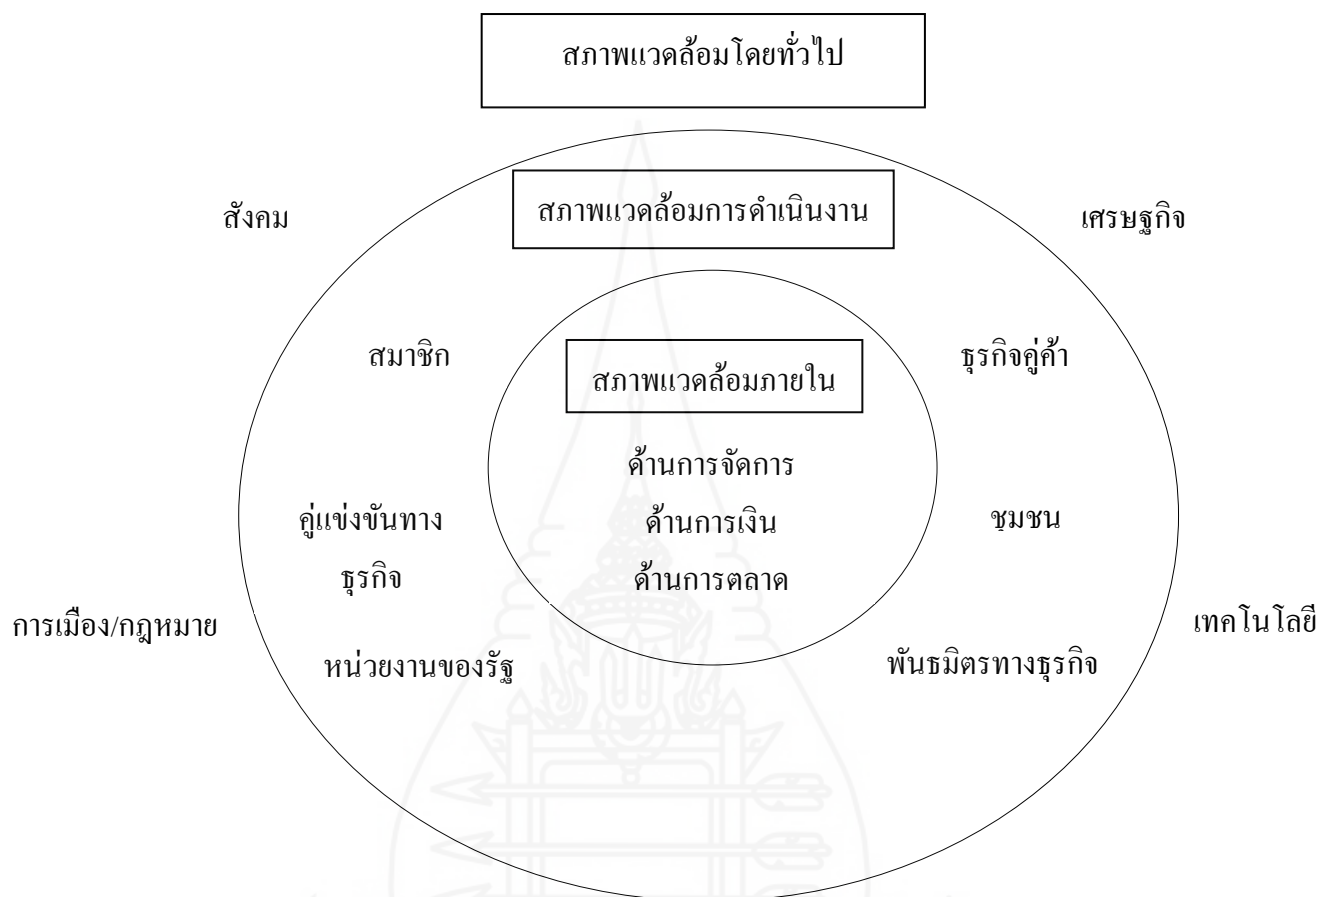 สภาพแวดล้อมโดยทั่วไป
สภาพแวดล้อมการดำเนินงาน
สังคม
เศรษฐกิจ
สมาชิก
ธุรกิจคู่ค้า
สภาพแวดล้อมภายใน
ด้านการจัดการ
คู่แข่งขันทาง
ธุรกิจ
ด้านการเงิน
ชุมชน
ด้านการตลาด
การเมือง/กฎหมาย
เทคโนโลยี
หน่วยงานของรัฐ
พันธมิตรทางธุรกิจ